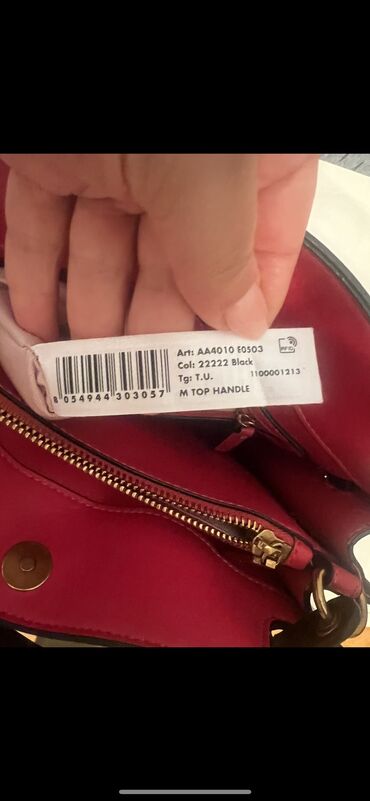 Art: AA4010 E0503
Col: 22222 Black
Tg: T.U. 1100001213
M TOP HANDLE
8 054944 303057
RFID